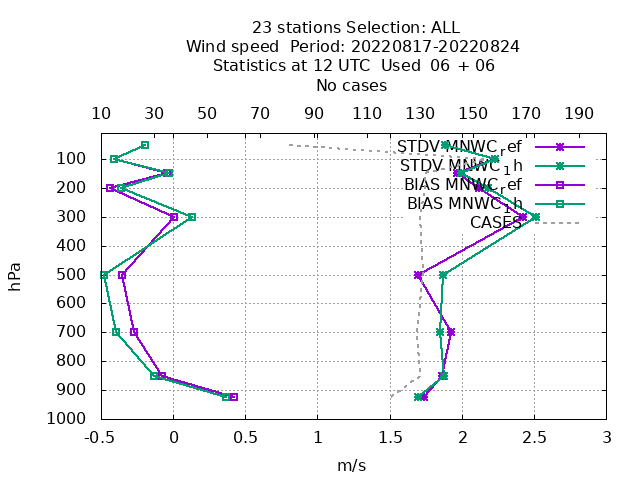 23 stations Selection: ALL
Wind speed  Period: 20220817-20220824
Statistics at 12 UTC  Used  06 + 06
No cases
10 30 50 70 90 110 130 150 170 190
STDV MNWC_ref
STDV MNWC_1h
BIAS MNWC_ref
BIAS MNWC_1h
CASES
100
200
300
400
500
600
700
800
900
1000
hPa
-0.5 0 0.5 1 1.5 2 2.5 3
m/s